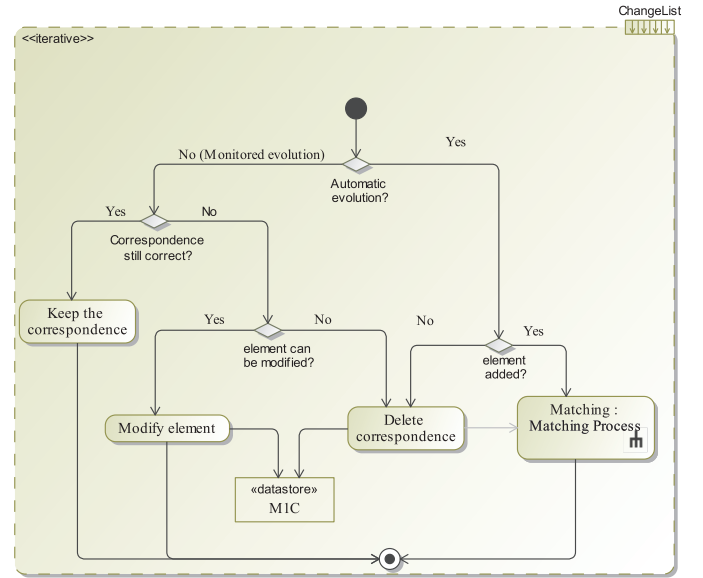 ChangeList
<<iterative>>
Yes
No (Monitored evolution)
Automatic
evolution?
Yes
No
Correspondence
still correct?
Keep the
correspondence
Yes
No
No
Yes
element can
be modified?
element
added?
Modify element
Delete
correspondence
Matching :
Matching Process
«datastore»
M1C